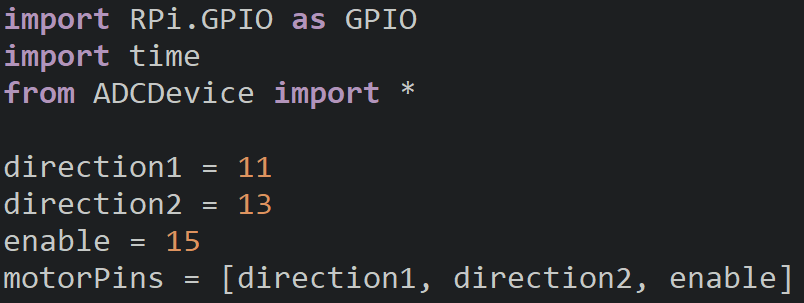 import RPi.GPIO as GPIO
import time
from ADCDevice import *
direction1 = 11
direction2 = 13
enable = 15
motorPins = [direction1, direction2, enable]